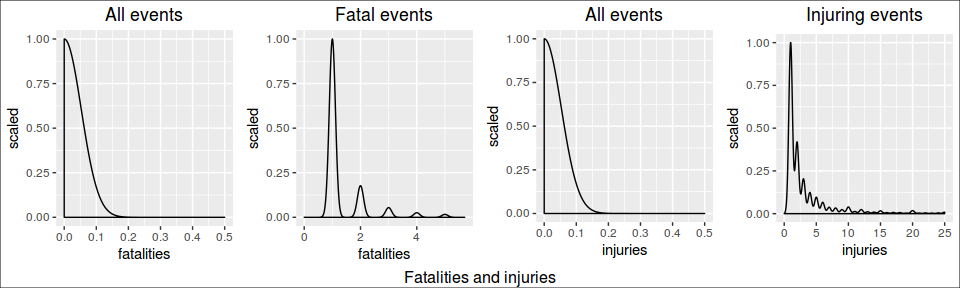 All events
Fatal events
All events
Injuring events
scaled
1.00
0.75
0.50
0.25
0.00
0.0 0.1 0.2 0.3 0.4 0.5
fatalities
scaled
1.00
0.75
0.50
0.25
0.00
0 2 4
fatalities
scaled
1.00
0.75
0.50
0.25
0.00
0.0 0.1 0.2 0.3 0.4 0.5
injuries
scaled
1.00
0.75
0.50
0.25
0.00
0 5 10 15 20 25
injuries
Fatalities and injuries